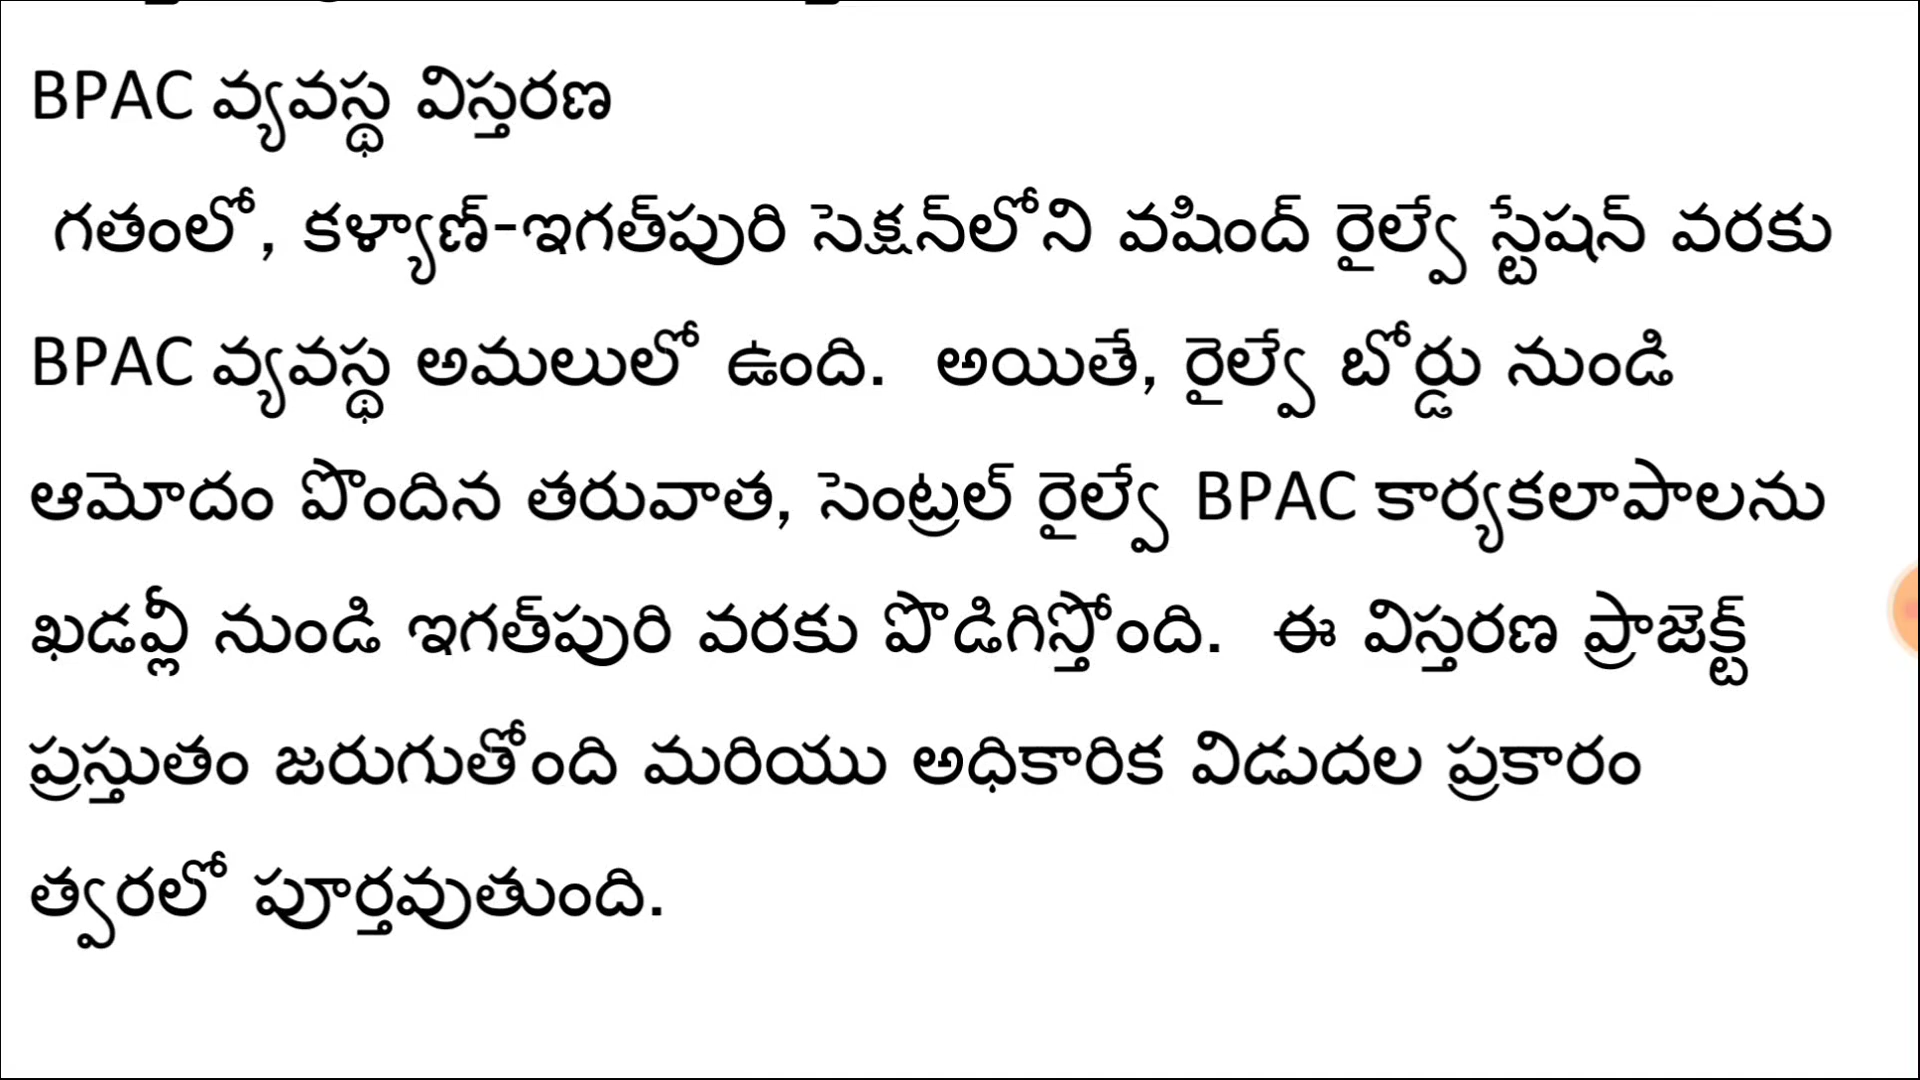 BPAC వ్యవస్థ విస్తరణ
గతంలో, కళ్యాణ్-ఇగత్‌పురి సెక్షన్‌లోని వషింద్ రైల్వే స్టేషన్ వరకు
BPAC వ్యవస్థ అమలులో ఉంది. అయితే, రైల్వే బోర్డు నుండి
ఆమోదం పొందిన తరువాత, సెంట్రల్ రైల్వే BPAC కార్యకలాపాలను
ఖడవ్లీ నుండి ఇగత్‌పురి వరకు పొడిగిస్తోంది. ఈ విస్తరణ ప్రాజెక్ట్
ప్రస్తుతం జరుగుతోంది మరియు అధికారిక విడుదల ప్రకారం
త్వరలో పూర్తవుతుంది.